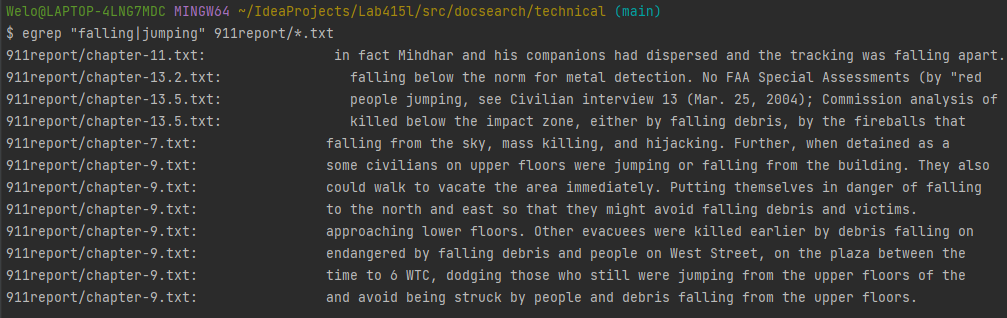 Welo@LAPTOP-4LNG7MDC MINGW64 ~/IdeaProjects/Lab415l/src/docsearch/technical (main)
$ egrep "falling|jumping" 911report/*.txt
911report/chapter-11.txt:                in fact Mihdhar and his companions had dispersed and the tracking was falling apart.
911report/chapter-13.2.txt:                falling below the norm for metal detection. No FAA Special Assessments (by "red
911report/chapter-13.5.txt:                people jumping, see Civilian interview 13 (Mar. 25, 2004); Commission analysis of
911report/chapter-13.5.txt:                killed below the impact zone, either by falling debris, by the fireballs that
911report/chapter-7.txt:                falling from the sky, mass killing, and hijacking. Further, when detained as a
911report/chapter-9.txt:                some civilians on upper floors were jumping or falling from the building. They also
911report/chapter-9.txt:                could walk to vacate the area immediately. Putting themselves in danger of falling
911report/chapter-9.txt:                to the north and east so that they might avoid falling debris and victims.
911report/chapter-9.txt:                approaching lower floors. Other evacuees were killed earlier by debris falling on
911report/chapter-9.txt:                endangered by falling debris and people on West Street, on the plaza between the
911report/chapter-9.txt:                time to 6 WTC, dodging those who still were jumping from the upper floors of the
911report/chapter-9.txt:                and avoid being struck by people and debris falling from the upper floors.